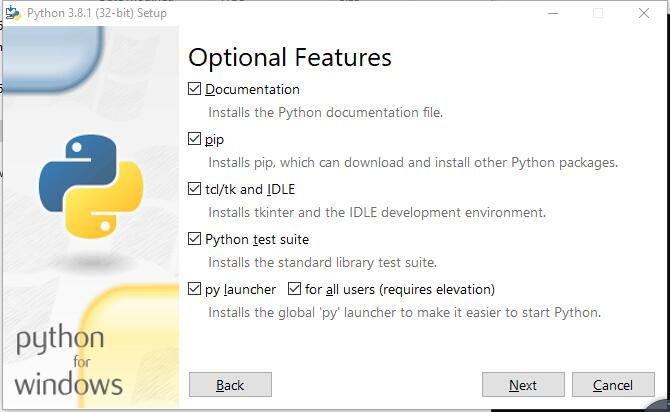 Python 3.8.1 (32-bit) Setup
Optional Features
Documentation
Installs the Python documentation file.
pip
Installs pip, which can download and install other Python packages.
tcl/tk and IDLE
Installs tkinter and the IDLE development environment.
Python test suite
Installs the standard library test suite.
py launcher for all users (requires elevation)
Installs the global 'py' launcher to make it easier to start Python.
python
for
windows
Back Next Cancel